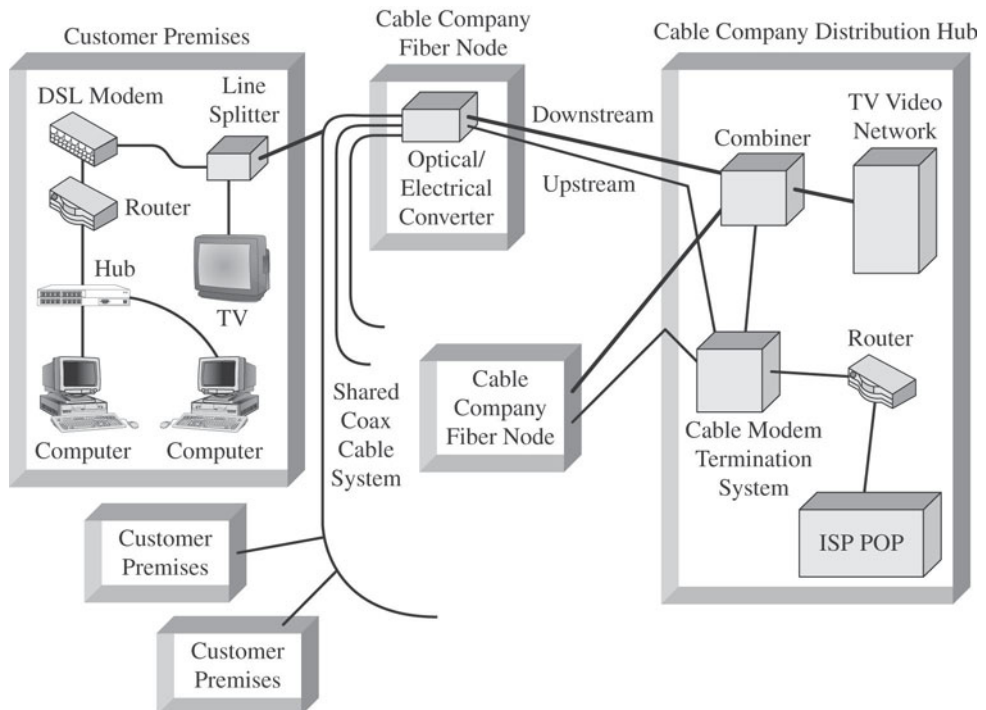 Customer Premises
DSL Modem
Line
Splitter
Router
Hub
TV
Computer
Computer
Cable Company
Fiber Node
Optical/
Electrical
Converter
Downstream
Upstream
Shared
Coax
Cable
System
Cable
Company
Fiber Node
Cable Company Distribution Hub
Combiner
TV Video
Network
Router
Cable Modem
Termination
System
ISP POP
Customer
Premises
Customer
Premises